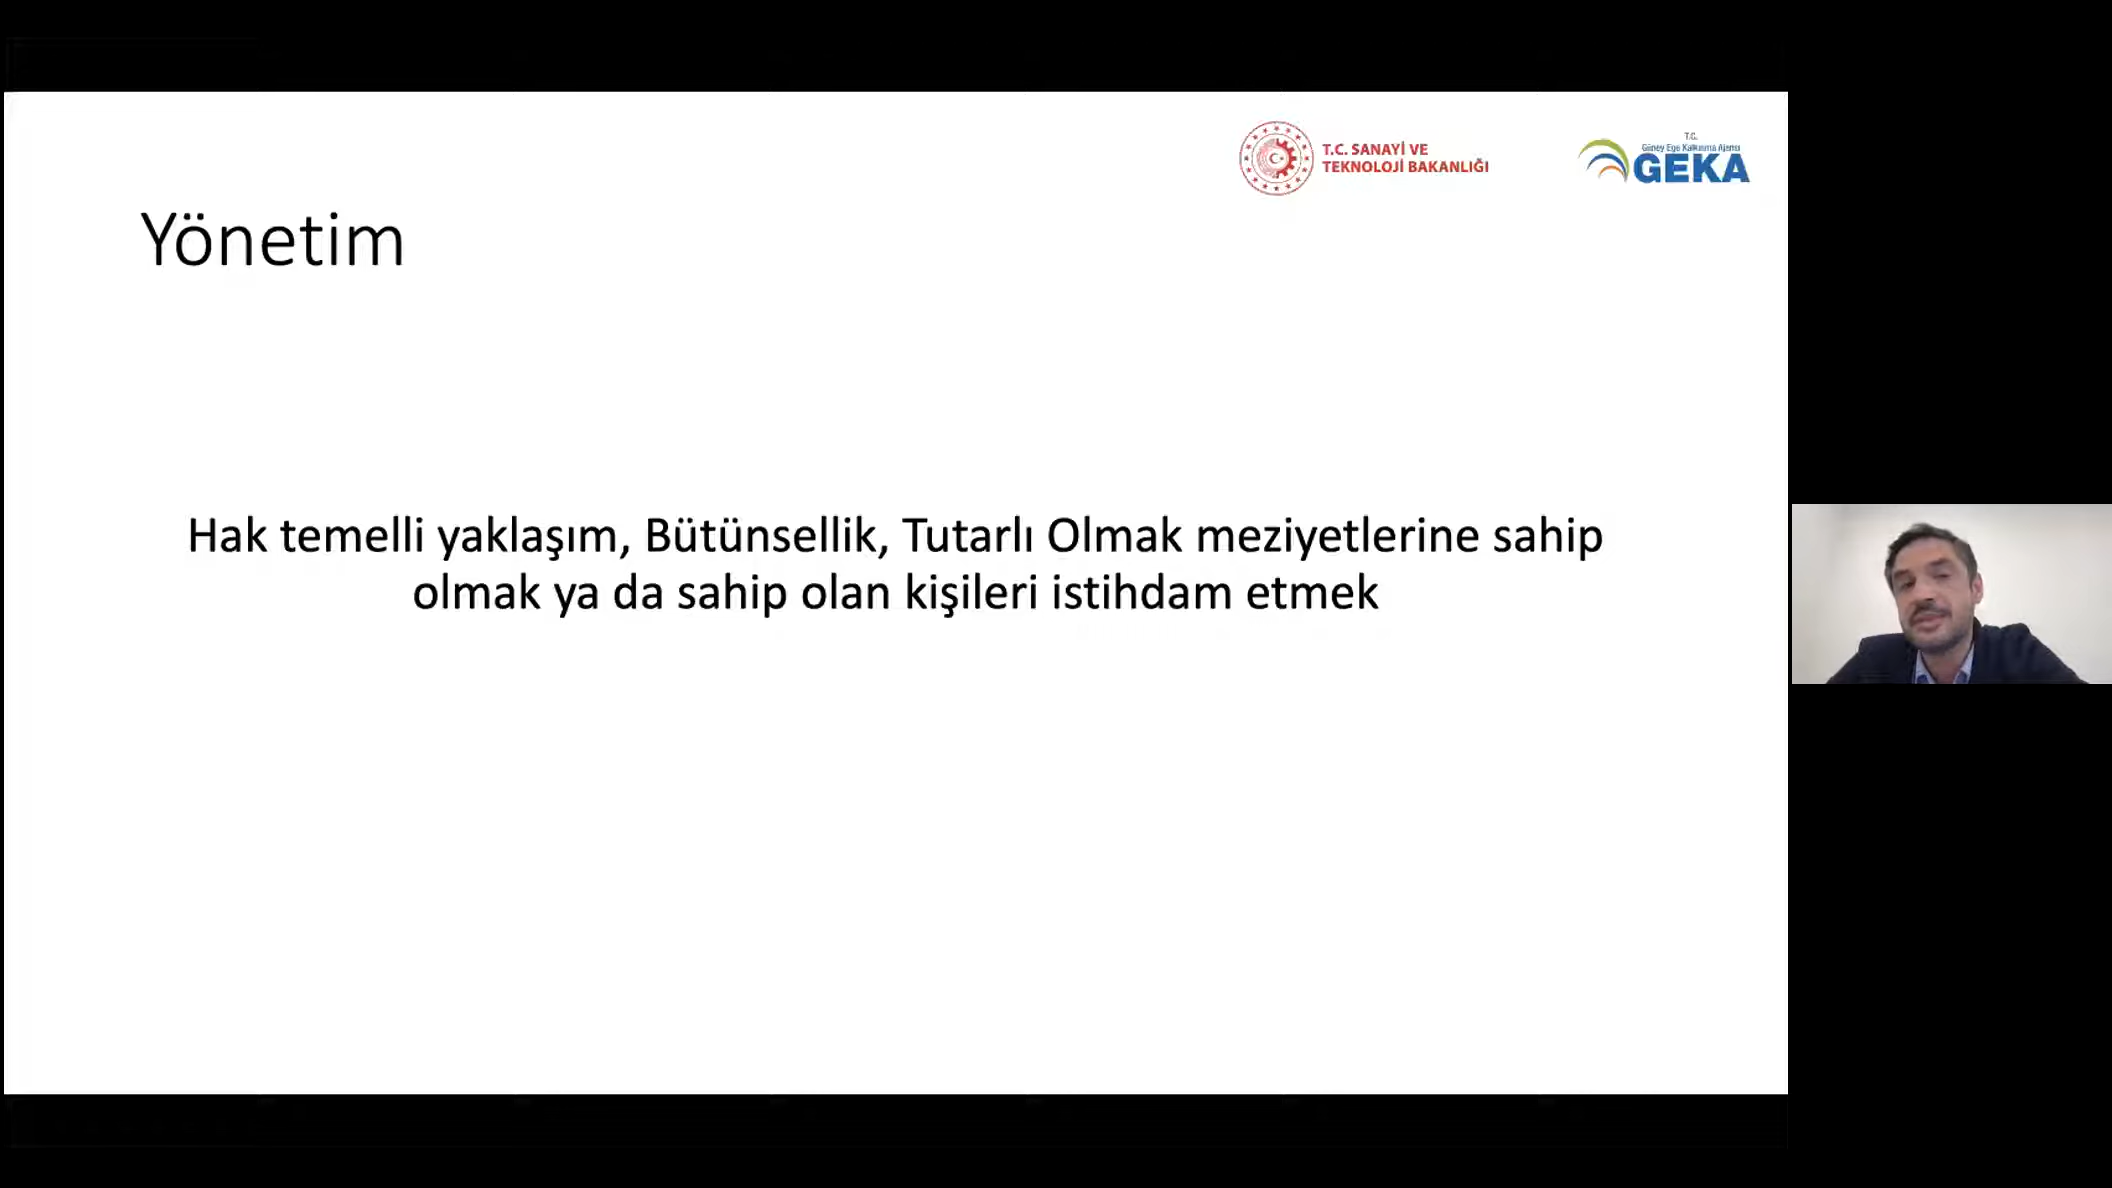 T.C. SANAYİ VE
TEKNOLOJİ BAKANLIĞI
T.C.
Güney Ege Kalkınma Ajansı
GEKA
Yönetim
Hak temelli yaklaşım, Bütünsellik, Tutarlı Olmak meziyetlerine sahip
olmak ya da sahip olan kişileri istihdam etmek